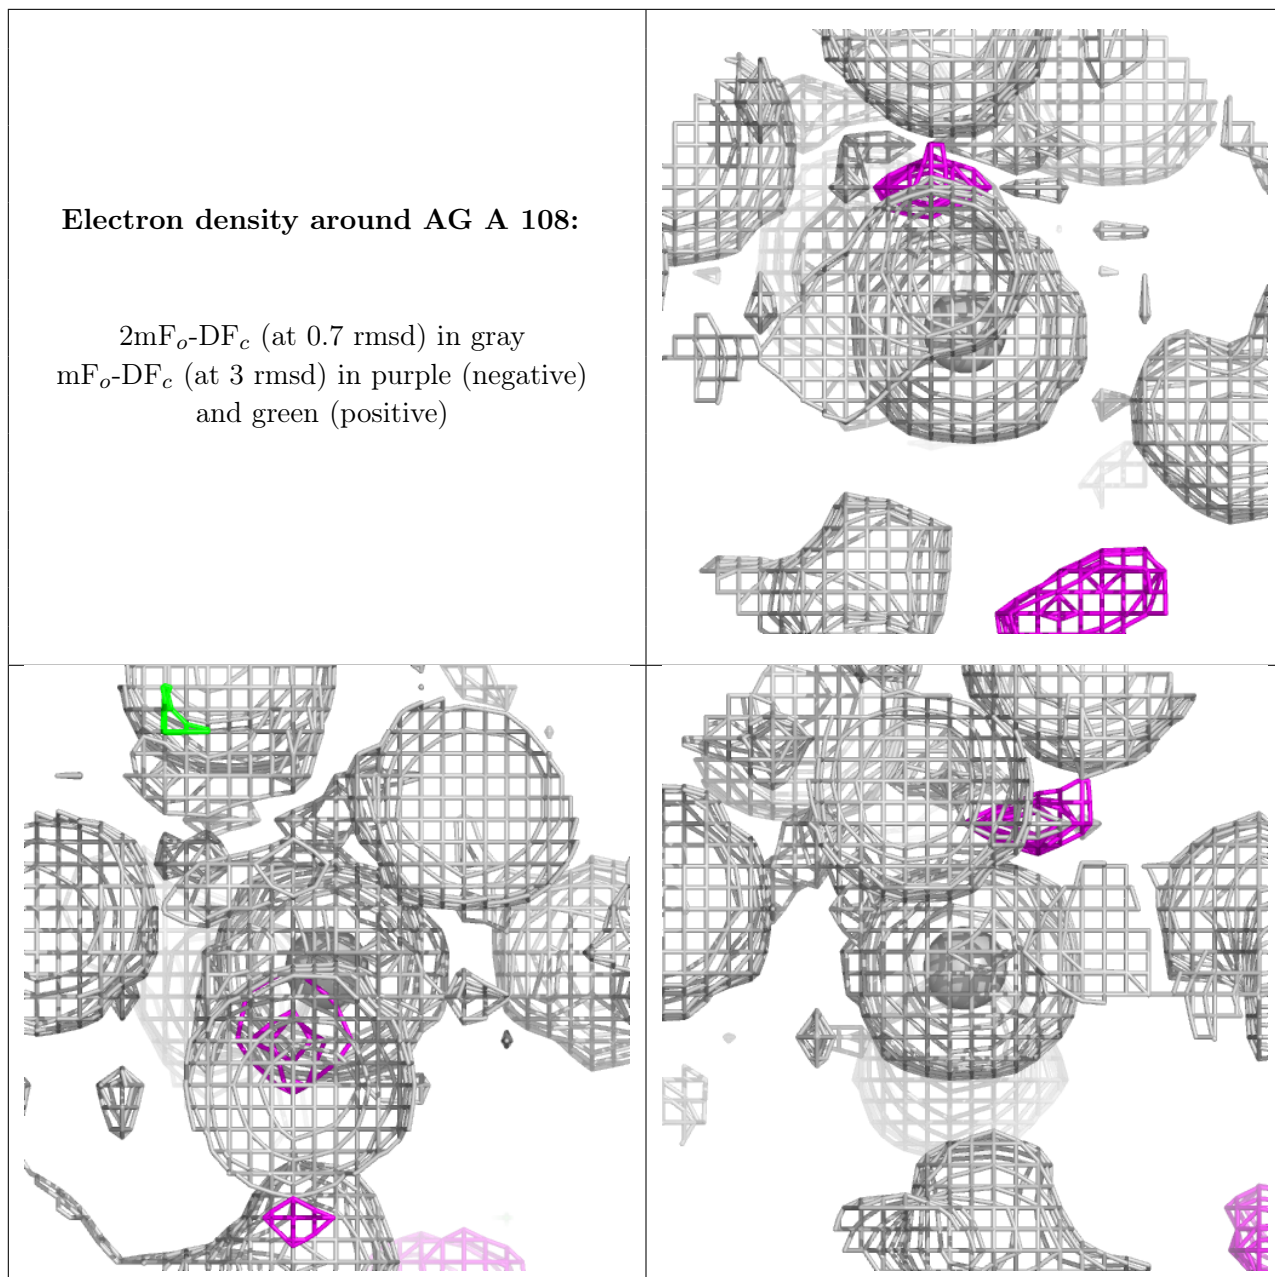 Electron density around AG A 108:
2mFo-DFc (at 0.7 rmsd) in gray
mFo-DFc (at 3 rmsd) in purple (negative)
and green (positive)